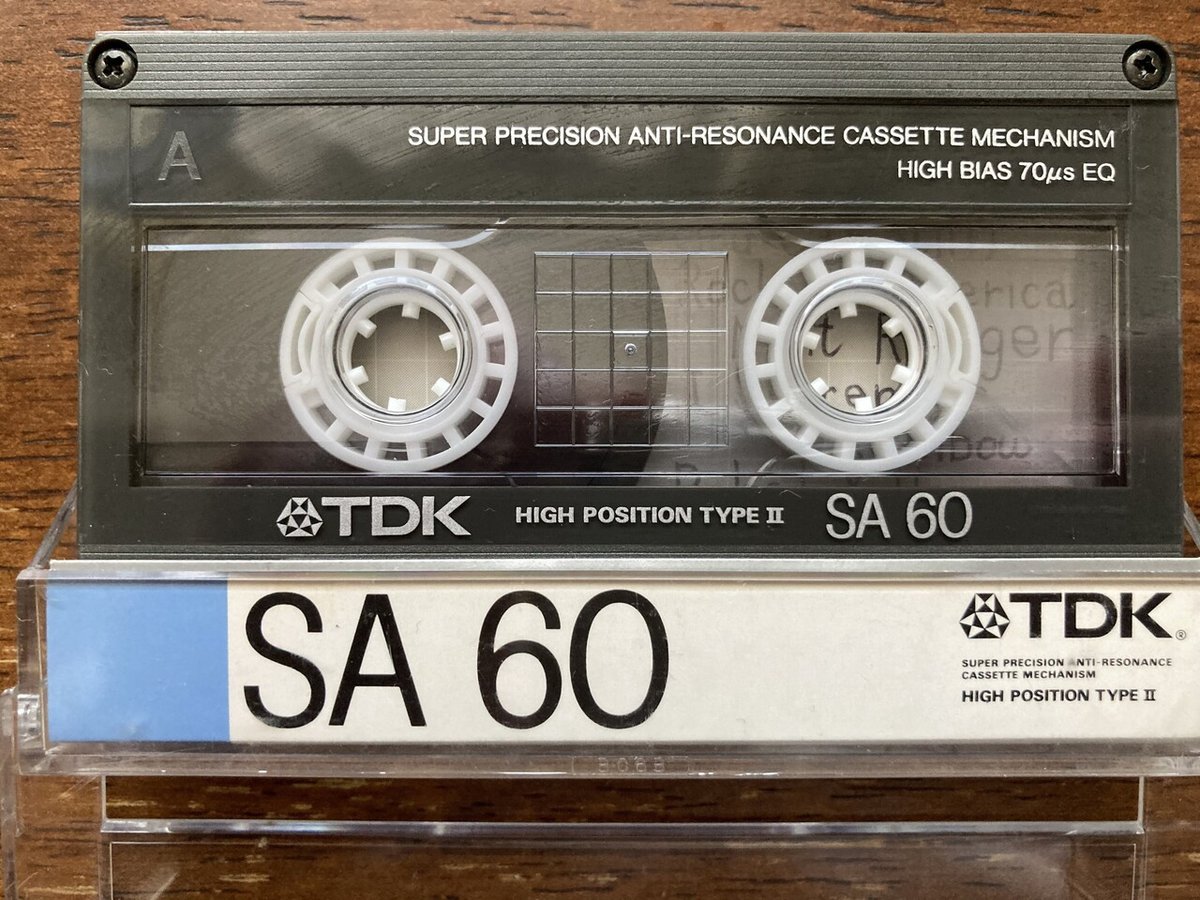 A
SUPER PRECISION ANTI-RESONANCE CASSETTE MECHANISM
HIGH BIAS 70μs EQ
TDK
HIGH POSITION TYPE II
SA 60
SA 60
TDK®
SUPER PRECISION ANTI-RESONANCE
CASSETTE MECHANISM
HIGH POSITION TYPE II